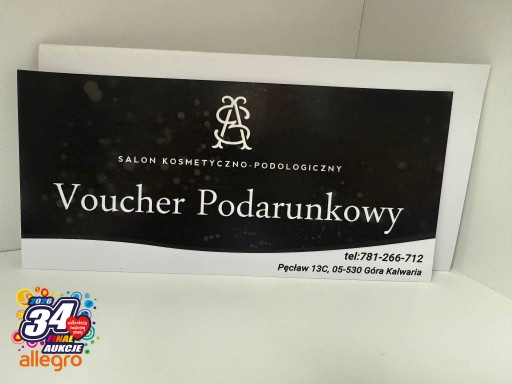 SALON KOSMETYCZNO-PODOLOGICZNY
Voucher Podarunkowy
tel:781-266-712
Pęcław 13C, 05-530 Góra Kalwaria
2026
34
FINAŁ
AUKCJE
allegro